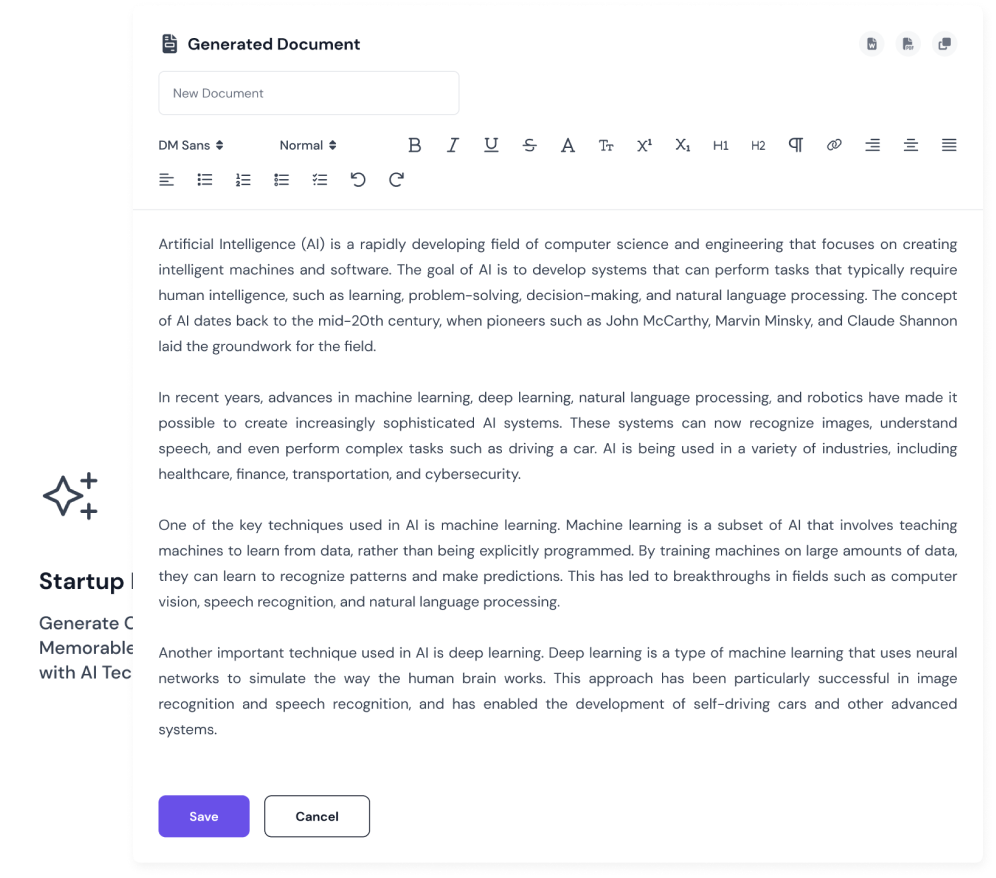 Generated Document
New Document
DM Sans Normal B I U S A Tt X¹ X₁ H1 H2
Artificial Intelligence (AI) is a rapidly developing field of computer science and engineering that focuses on creating
intelligent machines and software. The goal of AI is to develop systems that can perform tasks that typically require
human intelligence, such as learning, problem-solving, decision-making, and natural language processing. The concept
of AI dates back to the mid-20th century, when pioneers such as John McCarthy, Marvin Minsky, and Claude Shannon
laid the groundwork for the field.
In recent years, advances in machine learning, deep learning, natural language processing, and robotics have made it
possible to create increasingly sophisticated AI systems. These systems can now recognize images, understand
speech, and even perform complex tasks such as driving a car. AI is being used in a variety of industries, including
healthcare, finance, transportation, and cybersecurity.
One of the key techniques used in AI is machine learning. Machine learning is a subset of AI that involves teaching
machines to learn from data, rather than being explicitly programmed. By training machines on large amounts of data,
they can learn to recognize patterns and make predictions. This has led to breakthroughs in fields such as computer
vision, speech recognition, and natural language processing.
Another important technique used in AI is deep learning. Deep learning is a type of machine learning that uses neural
networks to simulate the way the human brain works. This approach has been particularly successful in image
recognition and speech recognition, and has enabled the development of self-driving cars and other advanced
systems.
Save
Cancel
Startup
Generate
Memorable
with AI